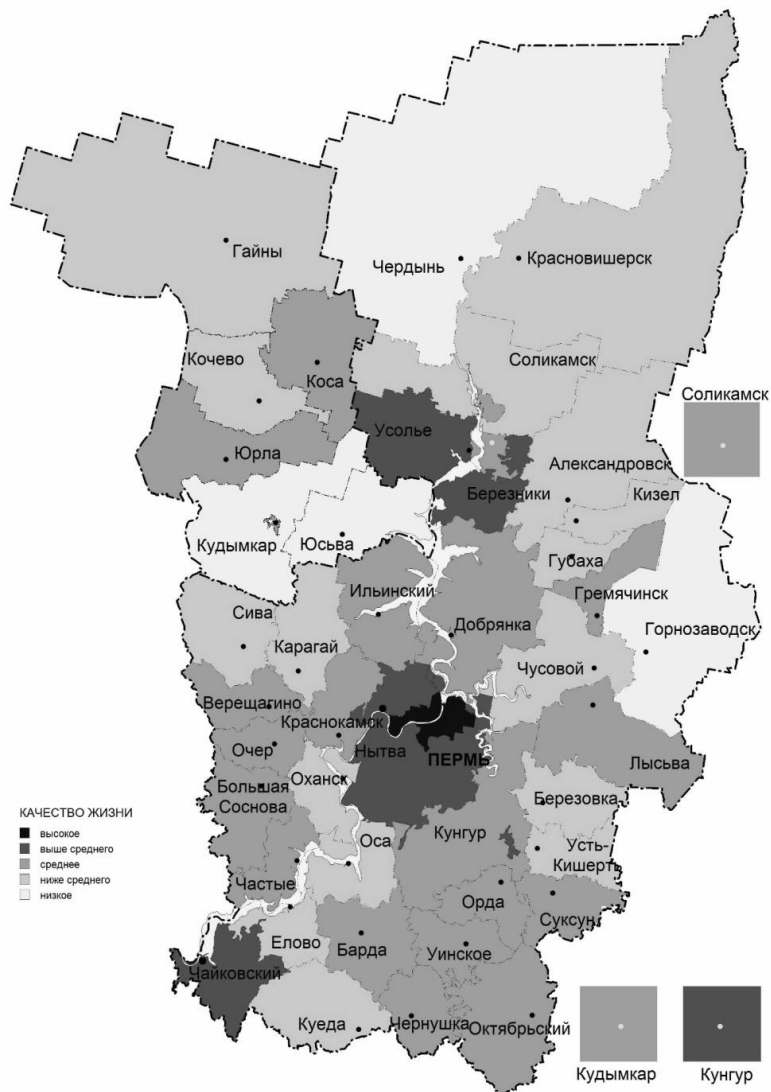 Гайны
Чердынь
Красновишерск
Кочево
Коса
Соликамск
Соликамск
Юрла
Усолье
Александровск
Березники
Кизел
Кудымкар
Юсьва
Губаха
Ильинский
Гремячинск
Сива
Добрянка
Горнозаводск
Карагай
Чусовой
Верещагино
Краснокамск
Очер
Нытва
ПЕРМЬ
Лысьва
Большая
Соснова
Оханск
Березовка
КАЧЕСТВО ЖИЗНИ
высокое
выше среднего
среднее
ниже среднего
низкое
Оса
Кунгур
Усть-
Кишерть
Частые
Орда
Суксун
Елово
Барда
Уинское
Чайковский
Куеда
Чернушка
Октябрьский
Кудымкар
Кунгур